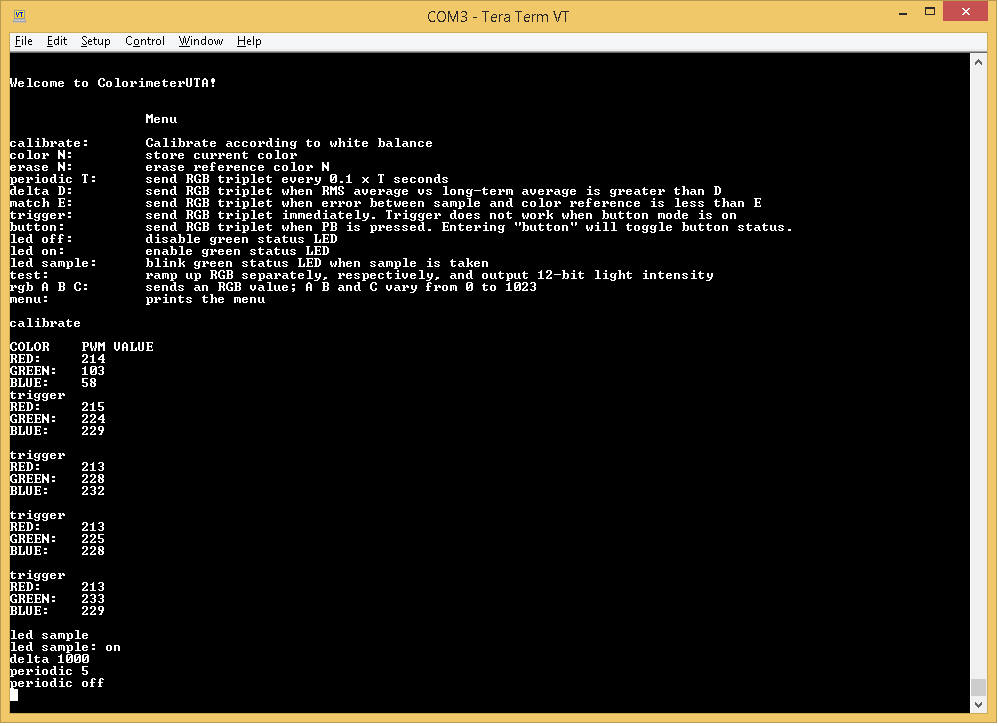 VT
COM3 - Tera Term VT
File Edit Setup Control Window Help
Welcome to ColorimeterUTA!
Menu
calibrate: Calibrate according to white balance
color N: store current color
erase N: erase reference color N
periodic T: send RGB triplet every 0.1 x T seconds
delta D: send RGB triplet when RMS average vs long-term average is greater than D
match E: send RGB triplet when error between sample and color reference is less than E
trigger: send RGB triplet immediately. Trigger does not work when button mode is on
button: send RGB triplet when PB is pressed. Entering "button" will toggle button status.
led off: disable green status LED
led on: enable green status LED
led sample: blink green status LED when sample is taken
test: ramp up RGB separately, respectively, and output 12-bit light intensity
rgb A B C: sends an RGB value; A B and C vary from 0 to 1023
menu: prints the menu
calibrate
COLOR PWM VALUE
RED: 214
GREEN: 103
BLUE: 58
trigger
RED: 215
GREEN: 224
BLUE: 229
trigger
RED: 213
GREEN: 228
BLUE: 232
trigger
RED: 213
GREEN: 225
BLUE: 228
trigger
RED: 213
GREEN: 233
BLUE: 229
led sample
led sample: on
delta 1000
periodic 5
periodic off